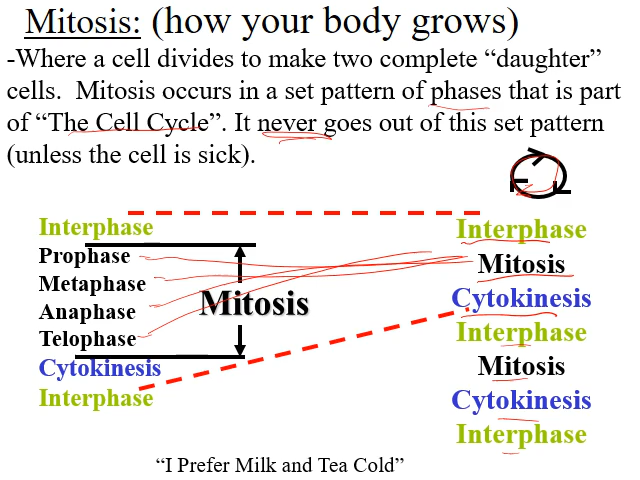 Mitosis: (how your body grows)
-Where a cell divides to make two complete “daughter”
cells.  Mitosis occurs in a set pattern of phases that is part
of “The Cell Cycle”. It never goes out of this set pattern
(unless the cell is sick).
Interphase
Prophase
Metaphase
Anaphase
Telophase
Cytokinesis
Interphase
Mitosis
Interphase
Mitosis
Cytokinesis
Interphase
Mitosis
Cytokinesis
Interphase
“I Prefer Milk and Tea Cold”